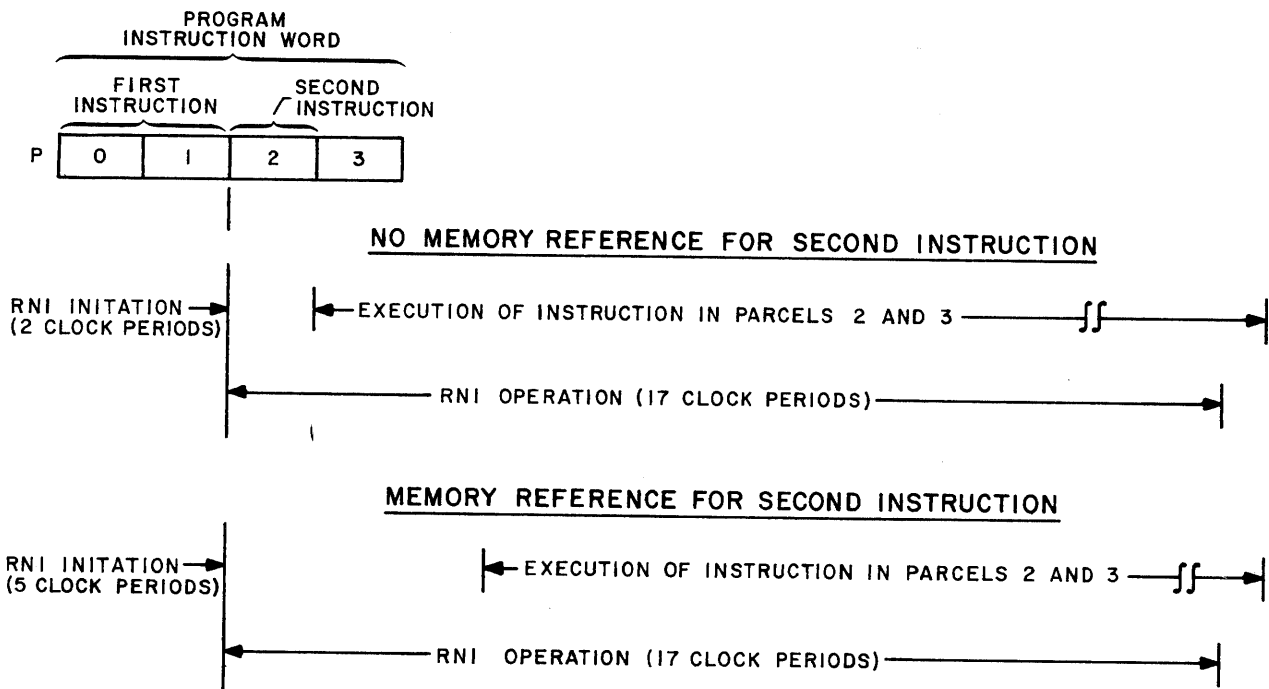 PROGRAM
INSTRUCTION WORD
FIRST
INSTRUCTION
SECOND
INSTRUCTION
P 0 1 2 3
NO MEMORY REFERENCE FOR SECOND INSTRUCTION
RNI INITATION
(2 CLOCK PERIODS)
EXECUTION OF INSTRUCTION IN PARCELS 2 AND 3
RNI OPERATION (17 CLOCK PERIODS)
MEMORY REFERENCE FOR SECOND INSTRUCTION
RNI INITATION
(5 CLOCK PERIODS)
EXECUTION OF INSTRUCTION IN PARCELS 2 AND 3
RNI OPERATION (17 CLOCK PERIODS)